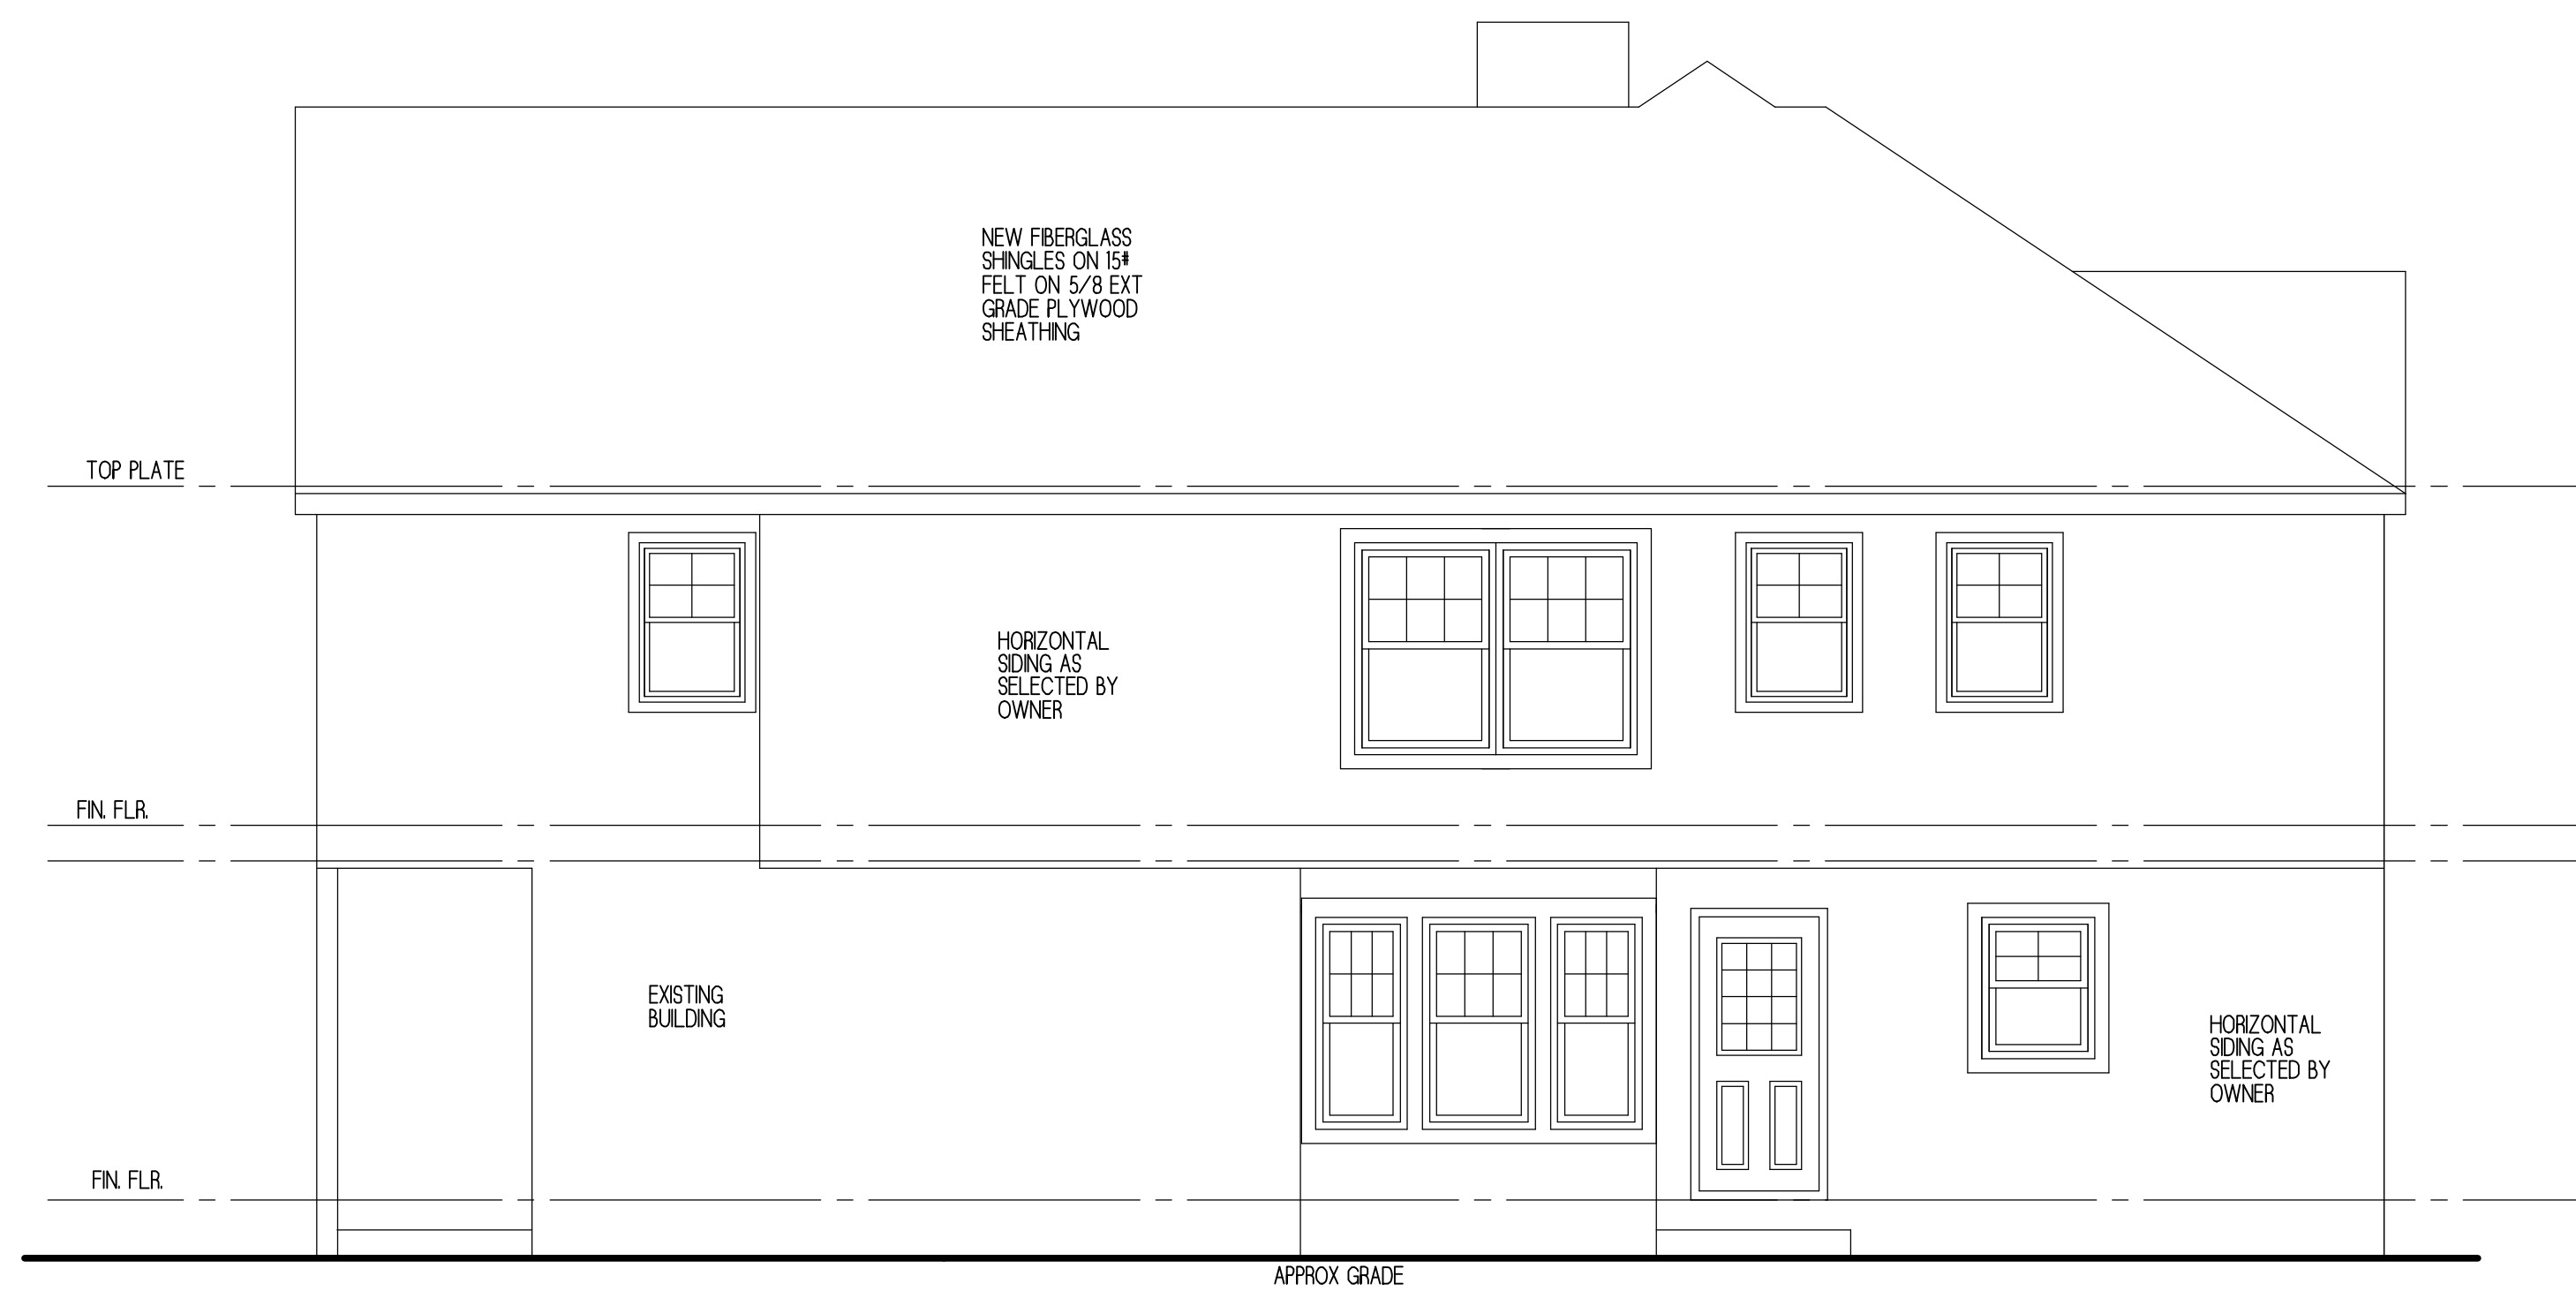 NEW FIBERGLASS
SHINGLES ON 15#
FELT ON 5/8 EXT
GRADE PLYWOOD
SHEATHING
TOP PLATE
HORIZONTAL
SIDING AS
SELECTED BY
OWNER
FIN. FLR.
EXISTING
BUILDING
HORIZONTAL
SIDING AS
SELECTED BY
OWNER
FIN. FLR.
APPROX GRADE